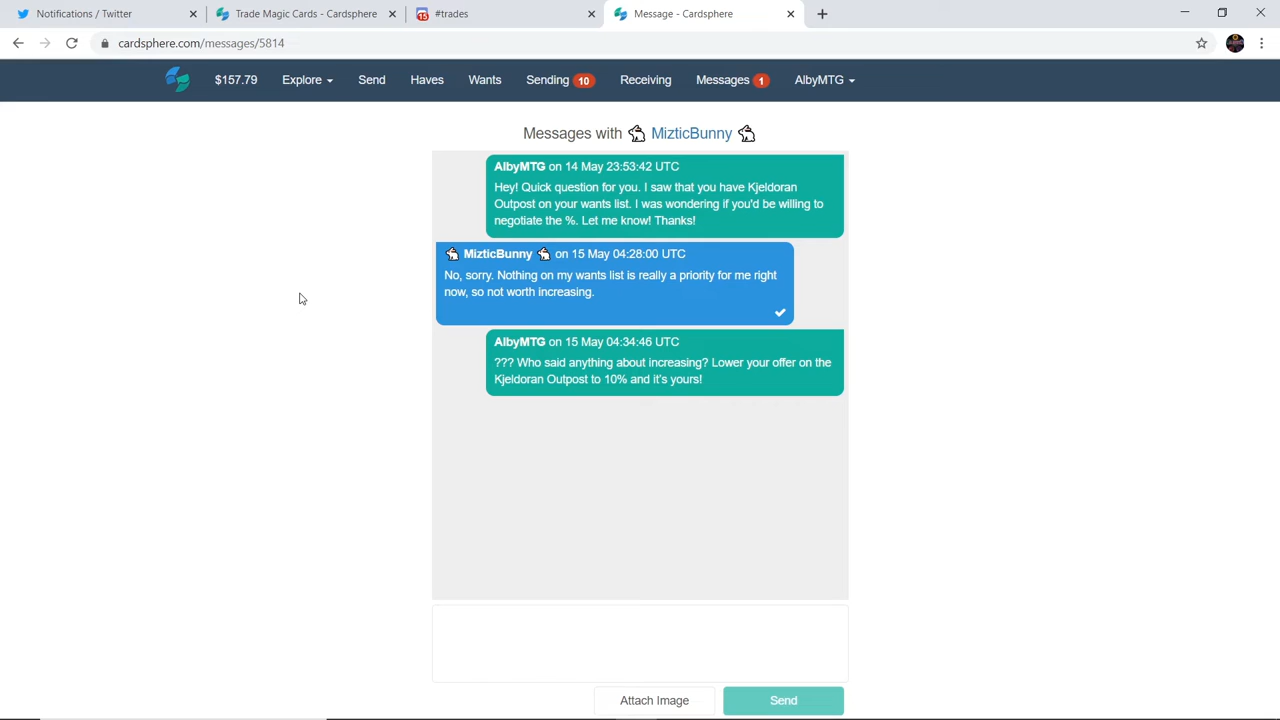 Notifications / Twitter
Trade Magic Cards - Cardsphere
15
#trades
Message - Cardsphere
cardsphere.com/messages/5814
$157.79 Explore Send Haves Wants Sending 10 Receiving Messages 1 AlbyMTG
Messages with MizticBunny
AlbyMTG on 14 May 23:53:42 UTC
Hey! Quick question for you. I saw that you have Kjeldoran
Outpost on your wants list. I was wondering if you'd be willing to
negotiate the %. Let me know! Thanks!
MizticBunny on 15 May 04:28:00 UTC
No, sorry. Nothing on my wants list is really a priority for me right
now, so not worth increasing.
AlbyMTG on 15 May 04:34:46 UTC
??? Who said anything about increasing? Lower your offer on the
Kjeldoran Outpost to 10% and it's yours!
Attach Image
Send